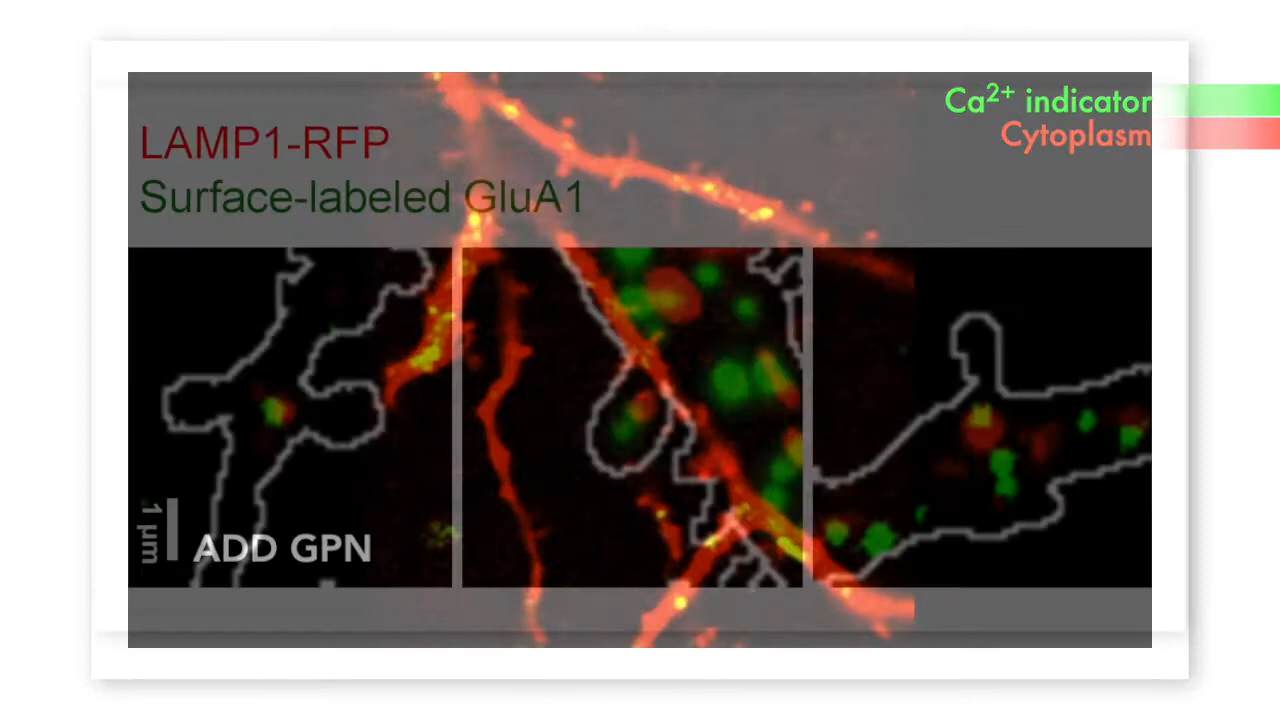 Ca²⁺ indicator
Cytoplasm
LAMP1-RFP
Surface-labeled GluA1
1 µm
ADD GPN